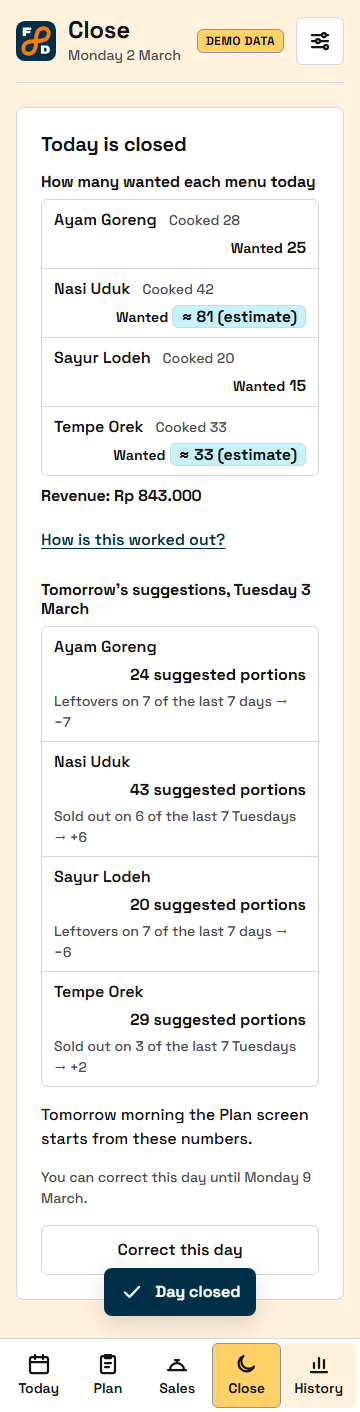 F
D
Close
Monday 2 March
DEMO DATA
Today is closed
How many wanted each menu today
Ayam Goreng Cooked 28
Wanted 25
Nasi Uduk Cooked 42
Wanted ≈ 81 (estimate)
Sayur Lodeh Cooked 20
Wanted 15
Tempe Orek Cooked 33
Wanted ≈ 33 (estimate)
Revenue: Rp 843.000
How is this worked out?
Tomorrow's suggestions, Tuesday 3
March
Ayam Goreng
24 suggested portions
Leftovers on 7 of the last 7 days →
−7
Nasi Uduk
43 suggested portions
Sold out on 6 of the last 7 Tuesdays
→ +6
Sayur Lodeh
20 suggested portions
Leftovers on 7 of the last 7 days →
−6
Tempe Orek
29 suggested portions
Sold out on 3 of the last 7 Tuesdays
→ +2
Tomorrow morning the Plan screen
starts from these numbers.
You can correct this day until Monday 9
March.
Correct this day
Day closed
Today Plan Sales Close History